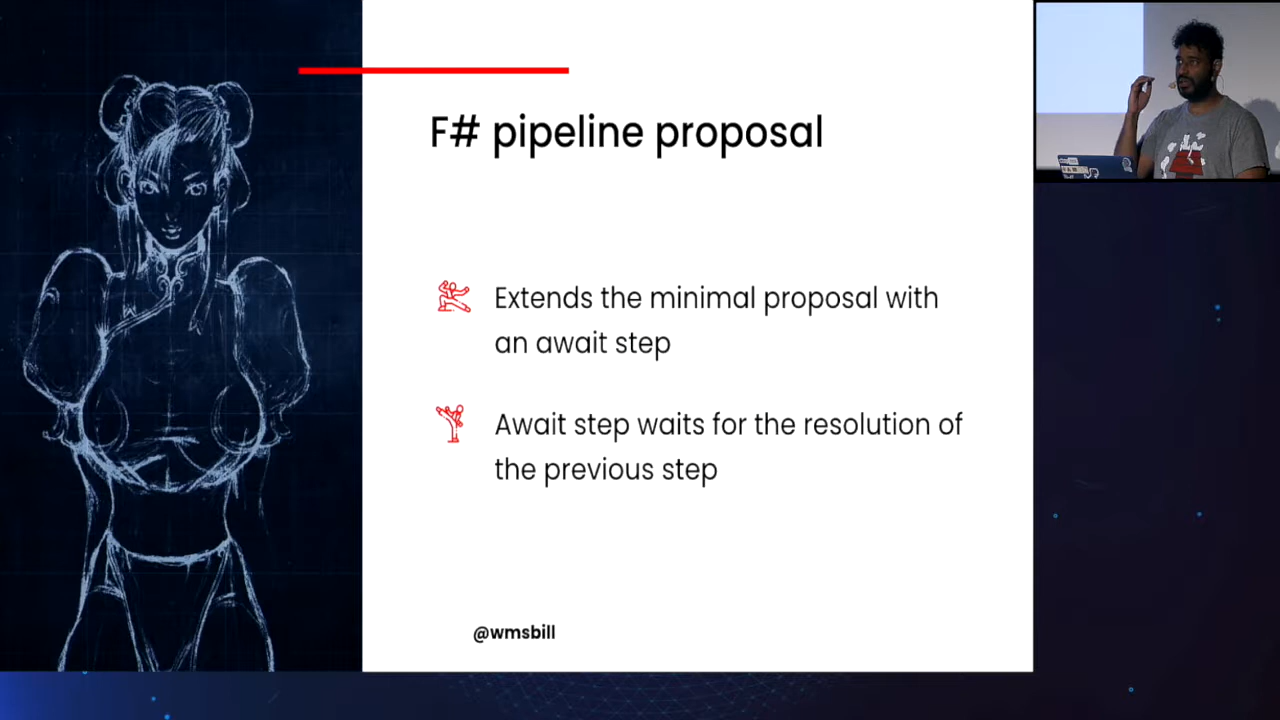 F# pipeline proposal
Extends the minimal proposal with
an await step
Await step waits for the resolution of
the previous step
@wmsbill